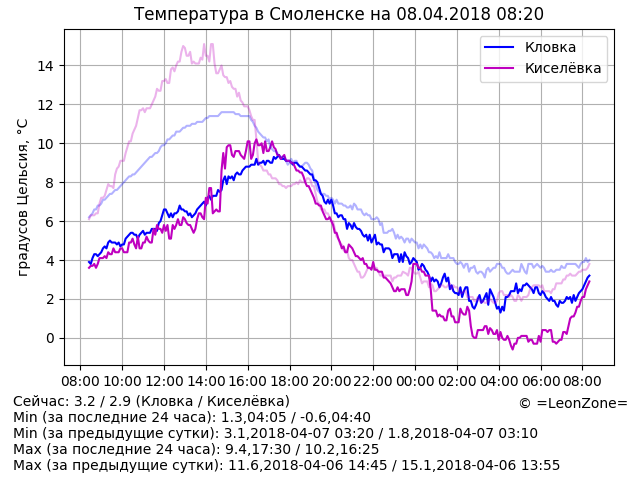 Температура в Смоленске на 08.04.2018 08:20
градусов Цельсия, °C
14
12
10
8
6
4
2
0
Кловка
Киселёвка
08:00 10:00 12:00 14:00 16:00 18:00 20:00 22:00 00:00 02:00 04:00 06:00 08:00
Сейчас: 3.2 / 2.9 (Кловка / Киселёвка)
© =LeonZone=
Min (за последние 24 часа): 1.3,04:05 / -0.6,04:40
Min (за предыдущие сутки): 3.1,2018-04-07 03:20 / 1.8,2018-04-07 03:10
Max (за последние 24 часа): 9.4,17:30 / 10.2,16:25
Max (за предыдущие сутки): 11.6,2018-04-06 14:45 / 15.1,2018-04-06 13:55